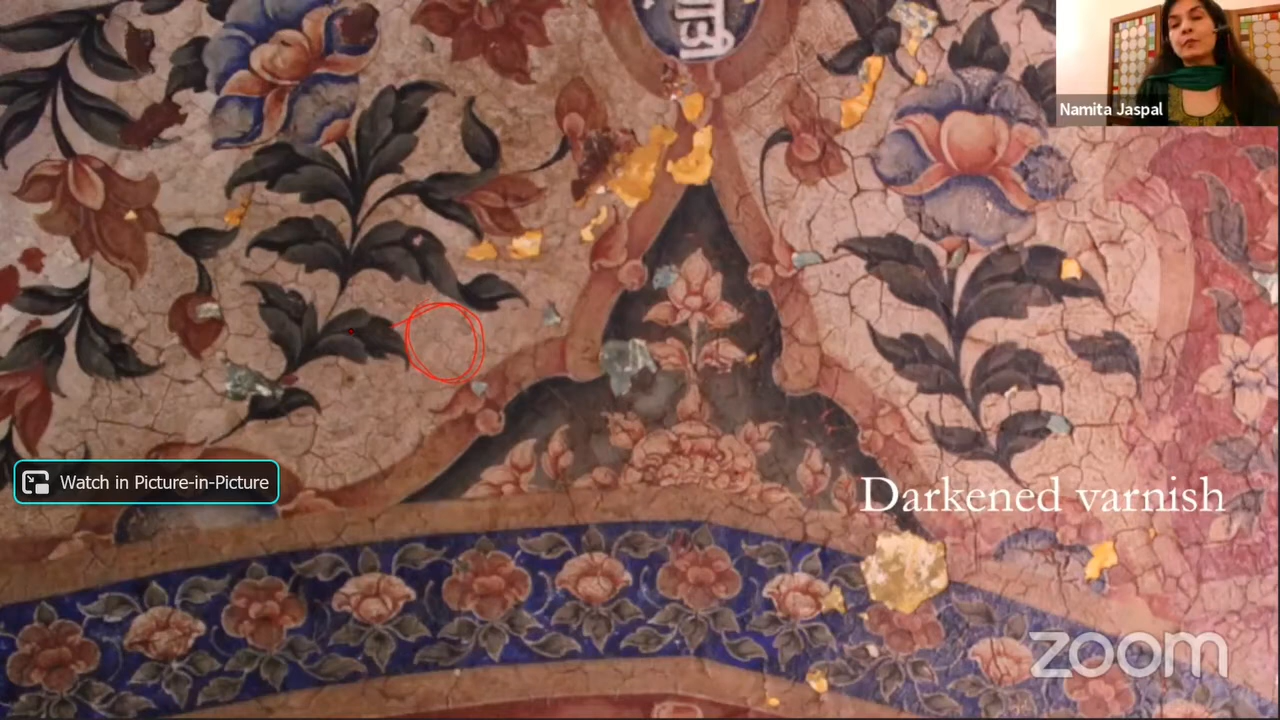 Namita Jaspal
Watch in Picture-in-Picture
Darkened varnish
zoom